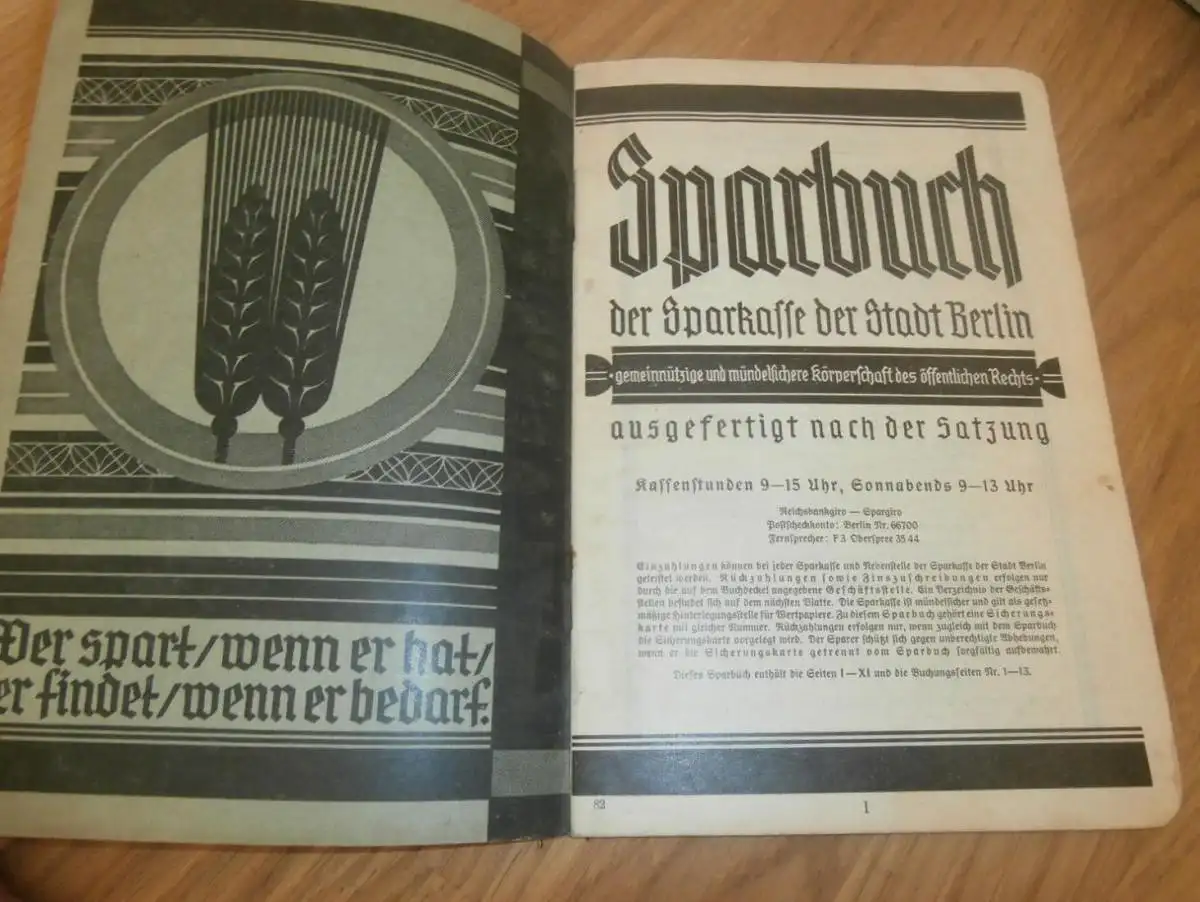 Wer spart/wenn er hat/
er findet/wenn er bedarf.
Sparbuch
der Sparkasse der Stadt Berlin
·gemeinnützige und mündelsichere Körperschaft des öffentlichen Rechts·
ausgefertigt nach der Satzung
Kassenstunden 9—15 Uhr, Sonnabends 9—13 Uhr
Reichsbankgiro — Spargiro
Postscheckkonto: Berlin Nr. 66700
Fernsprecher: F 3 Oberspree 35 44
Einzahlungen können bei jeder Sparkasse und Nebenstelle der Sparkasse der Stadt Berlin
geleistet werden. Rückzahlungen sowie Zinszuschreibungen erfolgen nur
durch die auf dem Buchdeckel angegebene Geschäftsstelle. Ein Verzeichnis der Geschäfts-
stellen befindet sich auf dem nächsten Blatte. Die Sparkasse ist mündelsicher und gilt als gesetz-
mäßige Hinterlegungsstelle für Wertpapiere. Zu diesem Sparbuch gehört eine Sicherungs-
karte mit gleicher Nummer. Rückzahlungen erfolgen nur, wenn zugleich mit dem Sparbuch
die Sicherungskarte vorgelegt wird. Der Sparer schützt sich gegen unberechtigte Abhebungen,
wenn er die Sicherungskarte getrennt vom Sparbuch sorgfältig aufbewahrt.
Dieses Sparbuch enthält die Seiten I—XI und die Buchungsseiten Nr. 1—13.
82
I